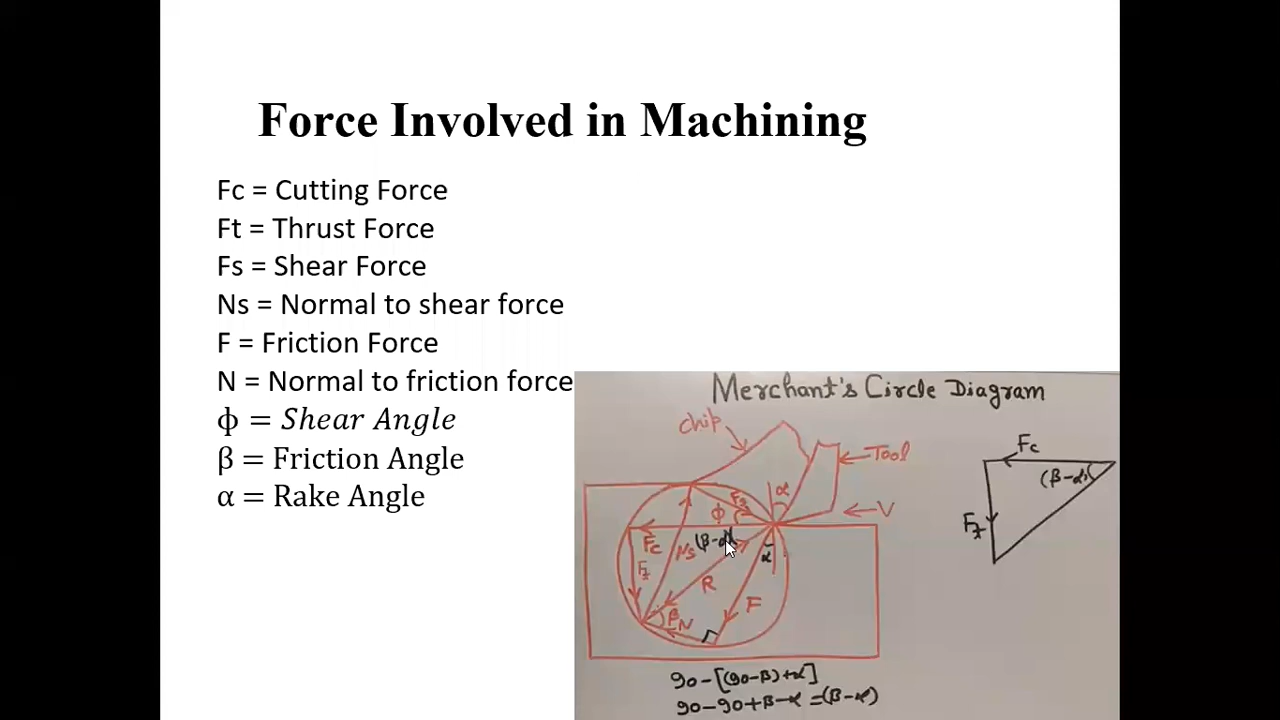 Force Involved in Machining
Fc = Cutting Force
Ft = Thrust Force
Fs = Shear Force
Ns = Normal to shear force
F = Friction Force
N = Normal to friction force
ϕ = Shear Angle
β = Friction Angle
α = Rake Angle
Merchant's Circle Diagram
chip
Tool
Fs
α
ϕ
V
Fc
Ns
(β-α)
α
Ft
R
F
β
N
Fc
(β-α)
Ft
90-[(90-β)+α]
90-90+β-α=(β-α)